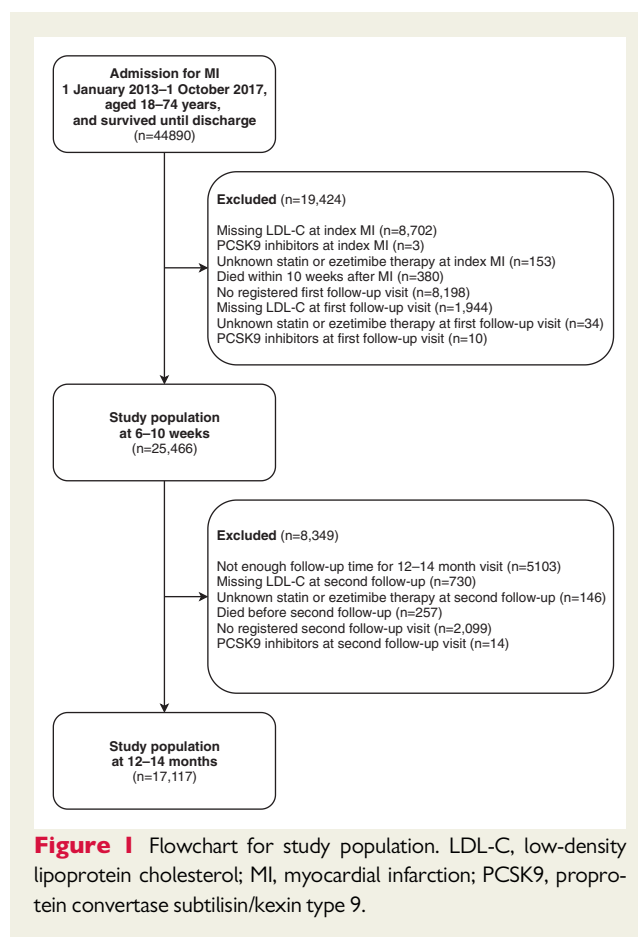 Admission for MI
1 January 2013–1 October 2017,
aged 18–74 years,
and survived until discharge
(n=44890)
Excluded (n=19,424)
Missing LDL-C at index MI (n=8,702)
PCSK9 inhibitors at index MI (n=3)
Unknown statin or ezetimibe therapy at index MI (n=153)
Died within 10 weeks after MI (n=380)
No registered first follow-up visit (n=8,198)
Missing LDL-C at first follow-up visit (n=1,944)
Unknown statin or ezetimibe therapy at first follow-up visit (n=34)
PCSK9 inhibitors at first follow-up visit (n=10)
Study population
at 6–10 weeks
(n=25,466)
Excluded (n=8,349)
Not enough follow-up time for 12–14 month visit (n=5103)
Missing LDL-C at second follow-up (n=730)
Unknown statin or ezetimibe therapy at second follow-up (n=146)
Died before second follow-up (n=257)
No registered second follow-up visit (n=2,099)
PCSK9 inhibitors at second follow-up visit (n=14)
Study population
at 12–14 months
(n=17,117)
Figure 1 Flowchart for study population. LDL-C, low-density
lipoprotein cholesterol; MI, myocardial infarction; PCSK9, propro-
tein convertase subtilisin/kexin type 9.